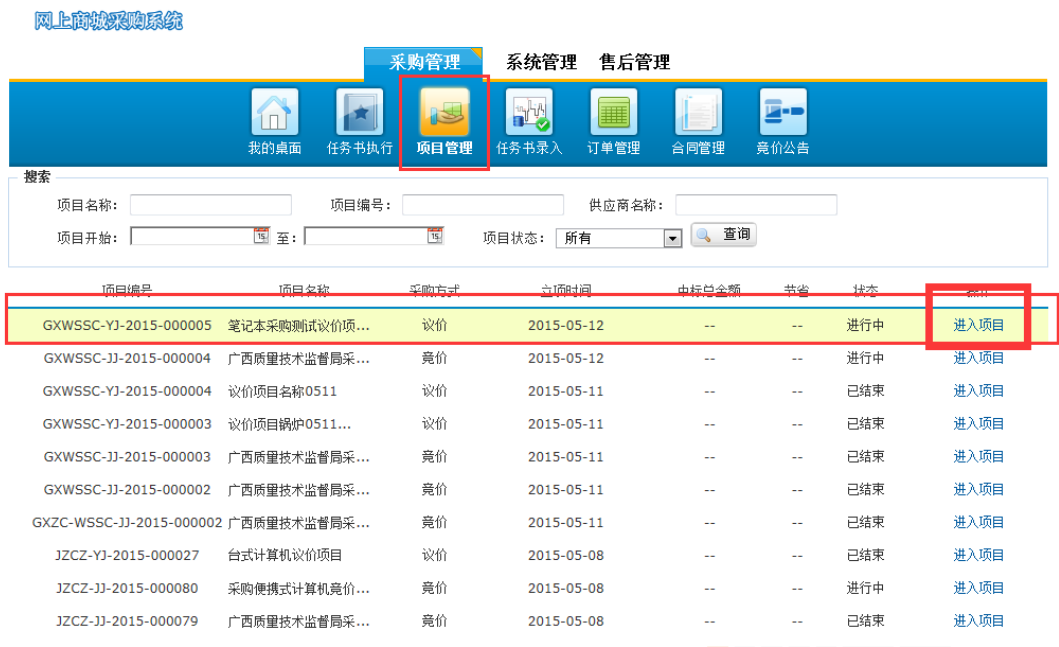 网上商城采购系统
采购管理 系统管理 售后管理
我的桌面 任务书执行 项目管理 任务书录入 订单管理 合同管理 竞价公告
搜索
项目名称： 项目编号： 供应商名称：
项目开始： 15 至： 15 项目状态： 所有 查询
项目编号 项目名称 采购方式 立项时间 中标总金额 节省 状态 操作
GXWSSC-YJ-2015-000005 笔记本采购测试议价项... 议价 2015-05-12 -- -- 进行中 进入项目
GXWSSC-JJ-2015-000004 广西质量技术监督局采... 竞价 2015-05-12 -- -- 进行中 进入项目
GXWSSC-YJ-2015-000004 议价项目名称0511 议价 2015-05-11 -- -- 已结束 进入项目
GXWSSC-YJ-2015-000003 议价项目锅炉0511... 议价 2015-05-11 -- -- 已结束 进入项目
GXWSSC-JJ-2015-000003 广西质量技术监督局采... 竞价 2015-05-11 -- -- 已结束 进入项目
GXWSSC-JJ-2015-000002 广西质量技术监督局采... 竞价 2015-05-11 -- -- 已结束 进入项目
GXZC-WSSC-JJ-2015-000002 广西质量技术监督局采... 竞价 2015-05-11 -- -- 已结束 进入项目
JZCZ-YJ-2015-000027 台式计算机议价项目 议价 2015-05-08 -- -- 已结束 进入项目
JZCZ-JJ-2015-000080 采购便携式计算机竞价... 竞价 2015-05-08 -- -- 进行中 进入项目
JZCZ-JJ-2015-000079 广西质量技术监督局采... 竞价 2015-05-08 -- -- 已结束 进入项目